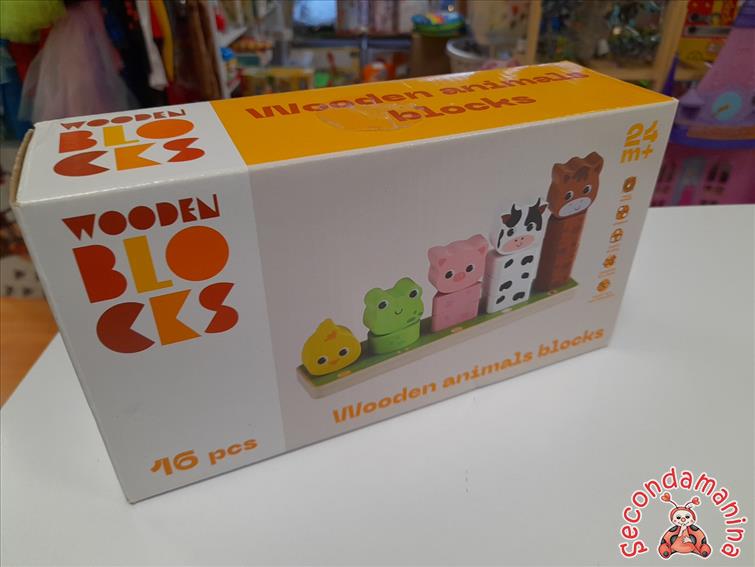 WOODEN
BLO
CKS
Wooden animals
blocks
24
m+
WOODEN
BLO
CKS
Wooden animals blocks
16 pcs
Secondamanina